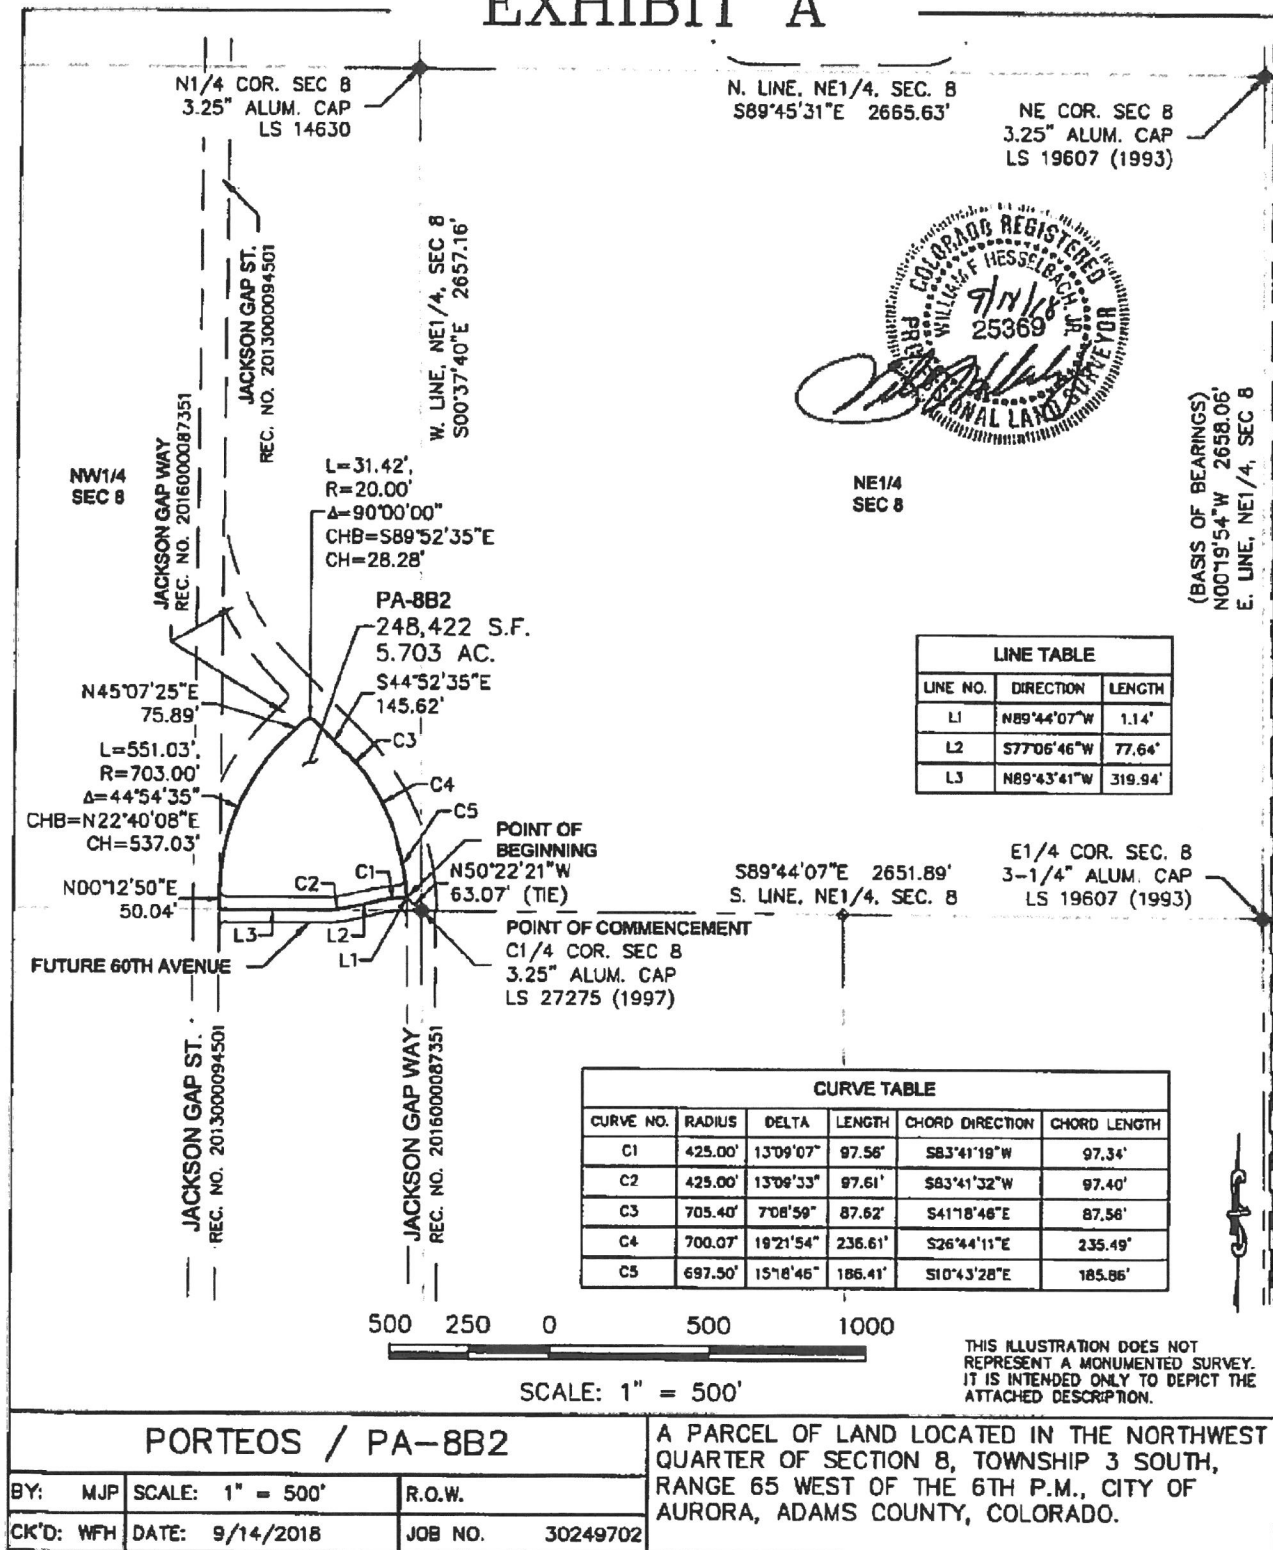 EXHIBIT A
N1/4 COR. SEC 8
3.25" ALUM. CAP
LS 14630
N. LINE, NE1/4, SEC. 8
S89°45'31"E 2665.63'
NE COR. SEC 8
3.25" ALUM. CAP
LS 19607 (1993)
JACKSON GAP ST.
REC. NO. 2013000094501
W. LINE, NE1/4, SEC 8
S00°37'40"E 2657.16'
COLORADO REGISTERED
WILLIAM F HESSELBACH, JR.
9/14/18
25369
PROFESSIONAL LAND SURVEYOR
(BASIS OF BEARINGS)
N00°19'54"W 2658.06'
E. LINE, NE1/4, SEC 8
NW1/4
SEC 8
JACKSON GAP WAY
REC. NO. 2016000087351
L=31.42',
R=20.00'
Δ=90°00'00"
CHB=S89°52'35"E
CH=28.28'
NE1/4
SEC 8
PA-8B2
248,422 S.F.
5.703 AC.
N45°07'25"E
75.89'
S44°52'35"E
145.62'
C3
L=551.03',
R=703.00'
Δ=44°54'35"
CHB=N22°40'08"E
CH=537.03'
C4
C5
LINE TABLE
LINE NO. DIRECTION LENGTH
L1 N89°44'07"W 1.14'
L2 S77°06'46"W 77.64'
L3 N89°43'41"W 319.94'
POINT OF
BEGINNING
N50°22'21"W
63.07' (TIE)
N00°12'50"E
50.04'
C2
C1
S89°44'07"E 2651.89'
S. LINE, NE1/4, SEC. 8
E1/4 COR. SEC. 8
3-1/4" ALUM. CAP
LS 19607 (1993)
L3
L2
L1
FUTURE 60TH AVENUE
POINT OF COMMENCEMENT
C1/4 COR. SEC 8
3.25" ALUM. CAP
LS 27275 (1997)
JACKSON GAP ST.
REC. NO. 2013000094501
JACKSON GAP WAY
REC. NO. 2016000087351
CURVE TABLE
CURVE NO. RADIUS DELTA LENGTH CHORD DIRECTION CHORD LENGTH
C1 425.00' 13°09'07" 97.56' S83°41'19"W 97.34'
C2 425.00' 13°09'33" 97.61' S83°41'32"W 97.40'
C3 705.40' 7°08'59" 87.62' S41°18'46"E 87.56'
C4 700.07' 19°21'54" 236.61' S26°44'11"E 235.49'
C5 697.50' 15°18'46" 186.41' S10°43'28"E 185.86'
500 250 0 500 1000
SCALE: 1" = 500'
THIS ILLUSTRATION DOES NOT
REPRESENT A MONUMENTED SURVEY.
IT IS INTENDED ONLY TO DEPICT THE
ATTACHED DESCRIPTION.
PORTEOS / PA-8B2
BY: MJP SCALE: 1" = 500' R.O.W.
CK'D: WFH DATE: 9/14/2018 JOB NO. 30249702
A PARCEL OF LAND LOCATED IN THE NORTHWEST
QUARTER OF SECTION 8, TOWNSHIP 3 SOUTH,
RANGE 65 WEST OF THE 6TH P.M., CITY OF
AURORA, ADAMS COUNTY, COLORADO.